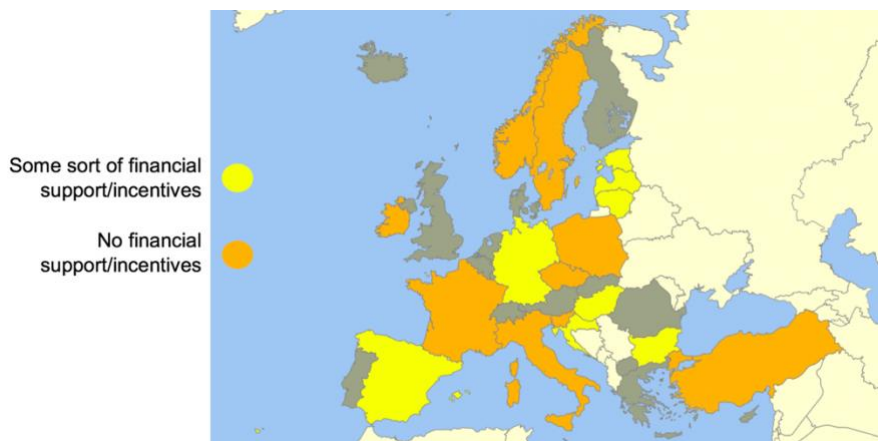 Some sort of financial
support/incentives
No financial
support/incentives